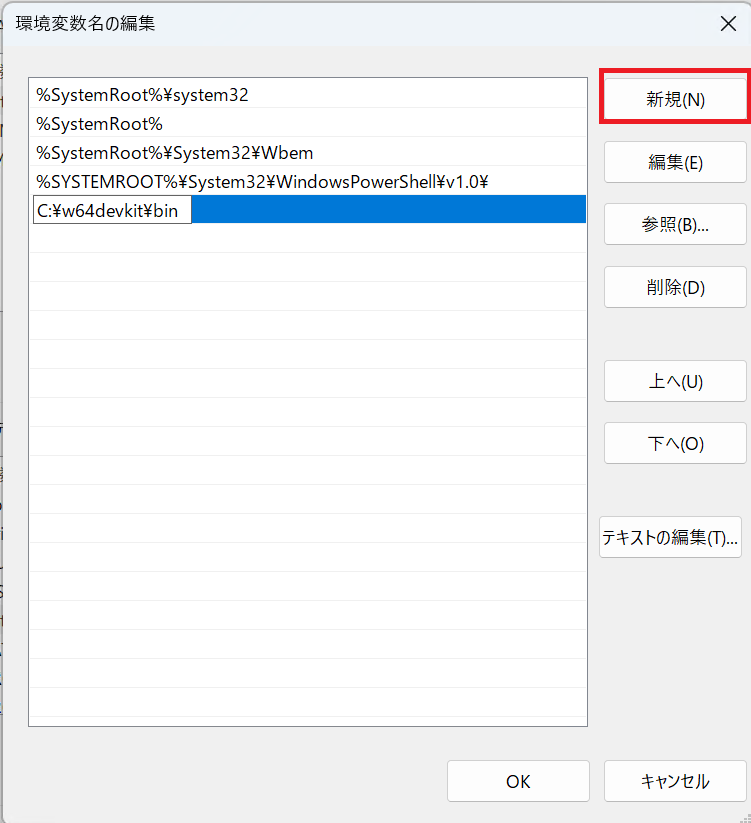 環境変数名の編集
%SystemRoot%¥system32
%SystemRoot%
%SystemRoot%¥System32¥Wbem
%SYSTEMROOT%¥System32¥WindowsPowerShell¥v1.0¥
C:¥w64devkit¥bin
新規(N)
編集(E)
参照(B)...
削除(D)
上へ(U)
下へ(O)
テキストの編集(T)...
OK
キャンセル